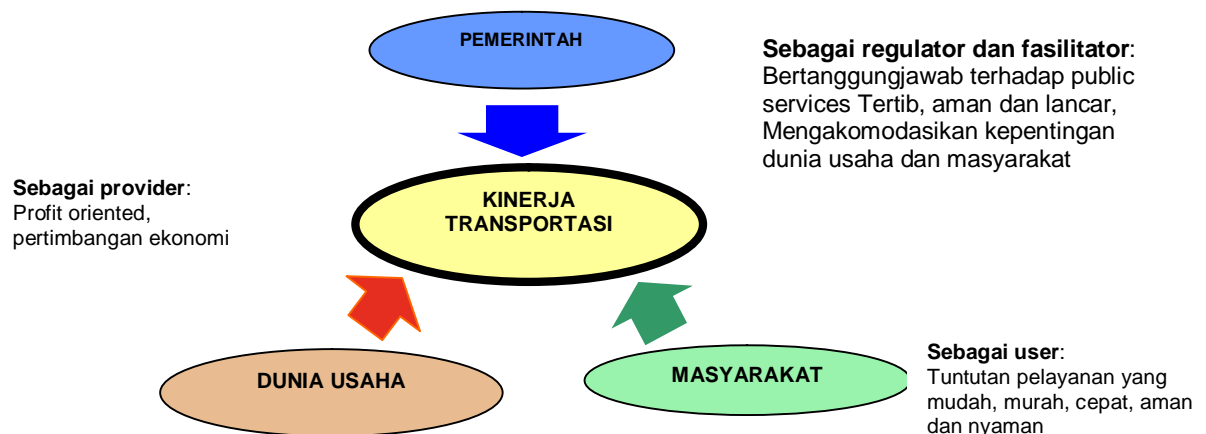 PEMERINTAH
Sebagai regulator dan fasilitator:
Bertanggungjawab terhadap public
services Tertib, aman dan lancar,
Mengakomodasikan kepentingan
dunia usaha dan masyarakat
Sebagai provider:
Profit oriented,
pertimbangan ekonomi
KINERJA
TRANSPORTASI
DUNIA USAHA
MASYARAKAT
Sebagai user:
Tuntutan pelayanan yang
mudah, murah, cepat, aman
dan nyaman